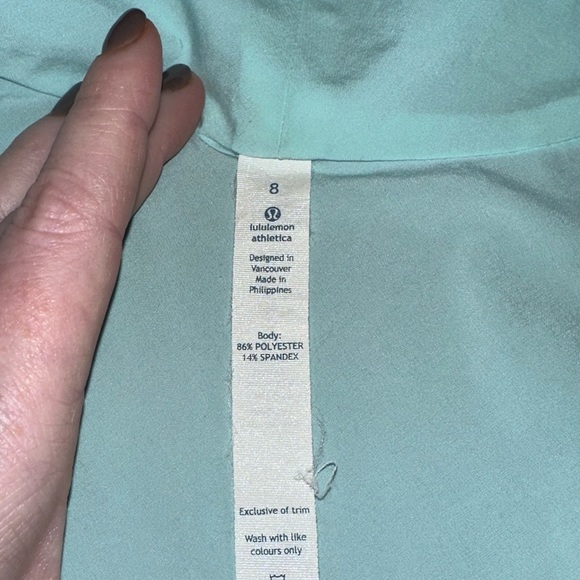 8
lululemon
athletica
Designed in
Vancouver
Made in
Philippines
Body:
86% POLYESTER
14% SPANDEX
Exclusive of trim
Wash with like
colours only